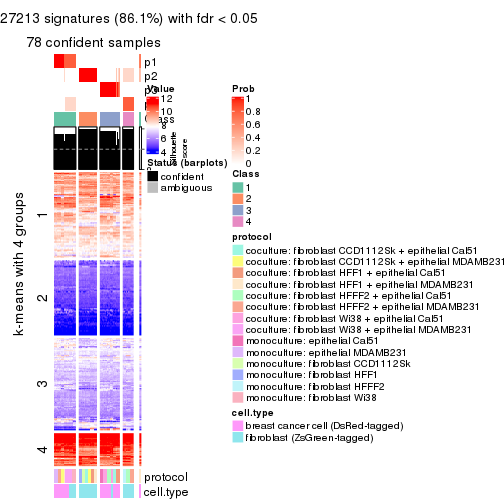 27213 signatures (86.1%) with fdr < 0.05
78 confident samples
p1
p2
Value
12
10
8
6
4
Prob
1
0.8
0.6
0.4
0.2
0
Silhouette
score
Status (barplots)
confident
ambiguous
Class
1
2
3
4
k-means with 4 groups
1
2
3
4
protocol
coculture: fibroblast CCD1112Sk + epithelial Cal51
coculture: fibroblast CCD1112Sk + epithelial MDAMB231
coculture: fibroblast HFF1 + epithelial Cal51
coculture: fibroblast HFF1 + epithelial MDAMB231
coculture: fibroblast HFFF2 + epithelial Cal51
coculture: fibroblast HFFF2 + epithelial MDAMB231
coculture: fibroblast Wi38 + epithelial Cal51
coculture: fibroblast Wi38 + epithelial MDAMB231
monoculture: epithelial Cal51
monoculture: epithelial MDAMB231
monoculture: fibroblast CCD1112Sk
monoculture: fibroblast HFF1
monoculture: fibroblast HFFF2
monoculture: fibroblast Wi38
cell.type
breast cancer cell (DsRed-tagged)
fibroblast (ZsGreen-tagged)
protocol
cell.type